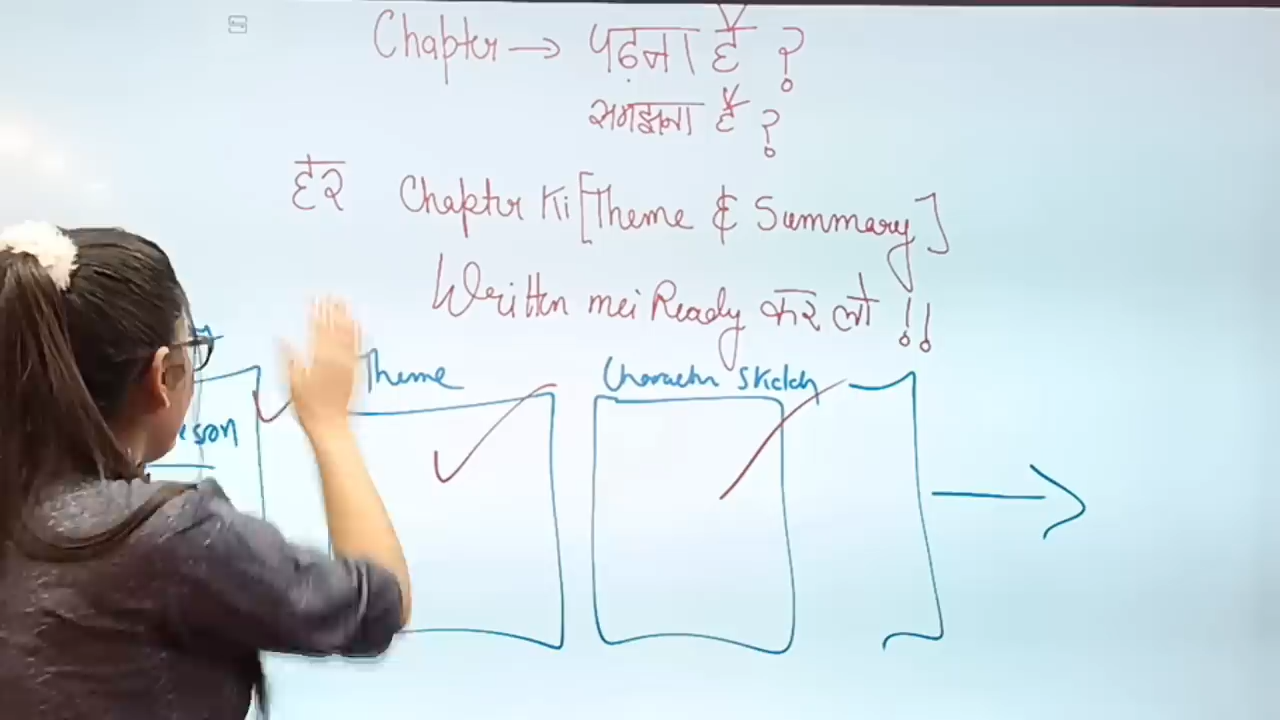 Chapter → पढ़ना है ?
समझना है ?
हर Chapter Ki [Theme & Summary]
Written mei Ready कर लो !!
Theme
Character Sketch